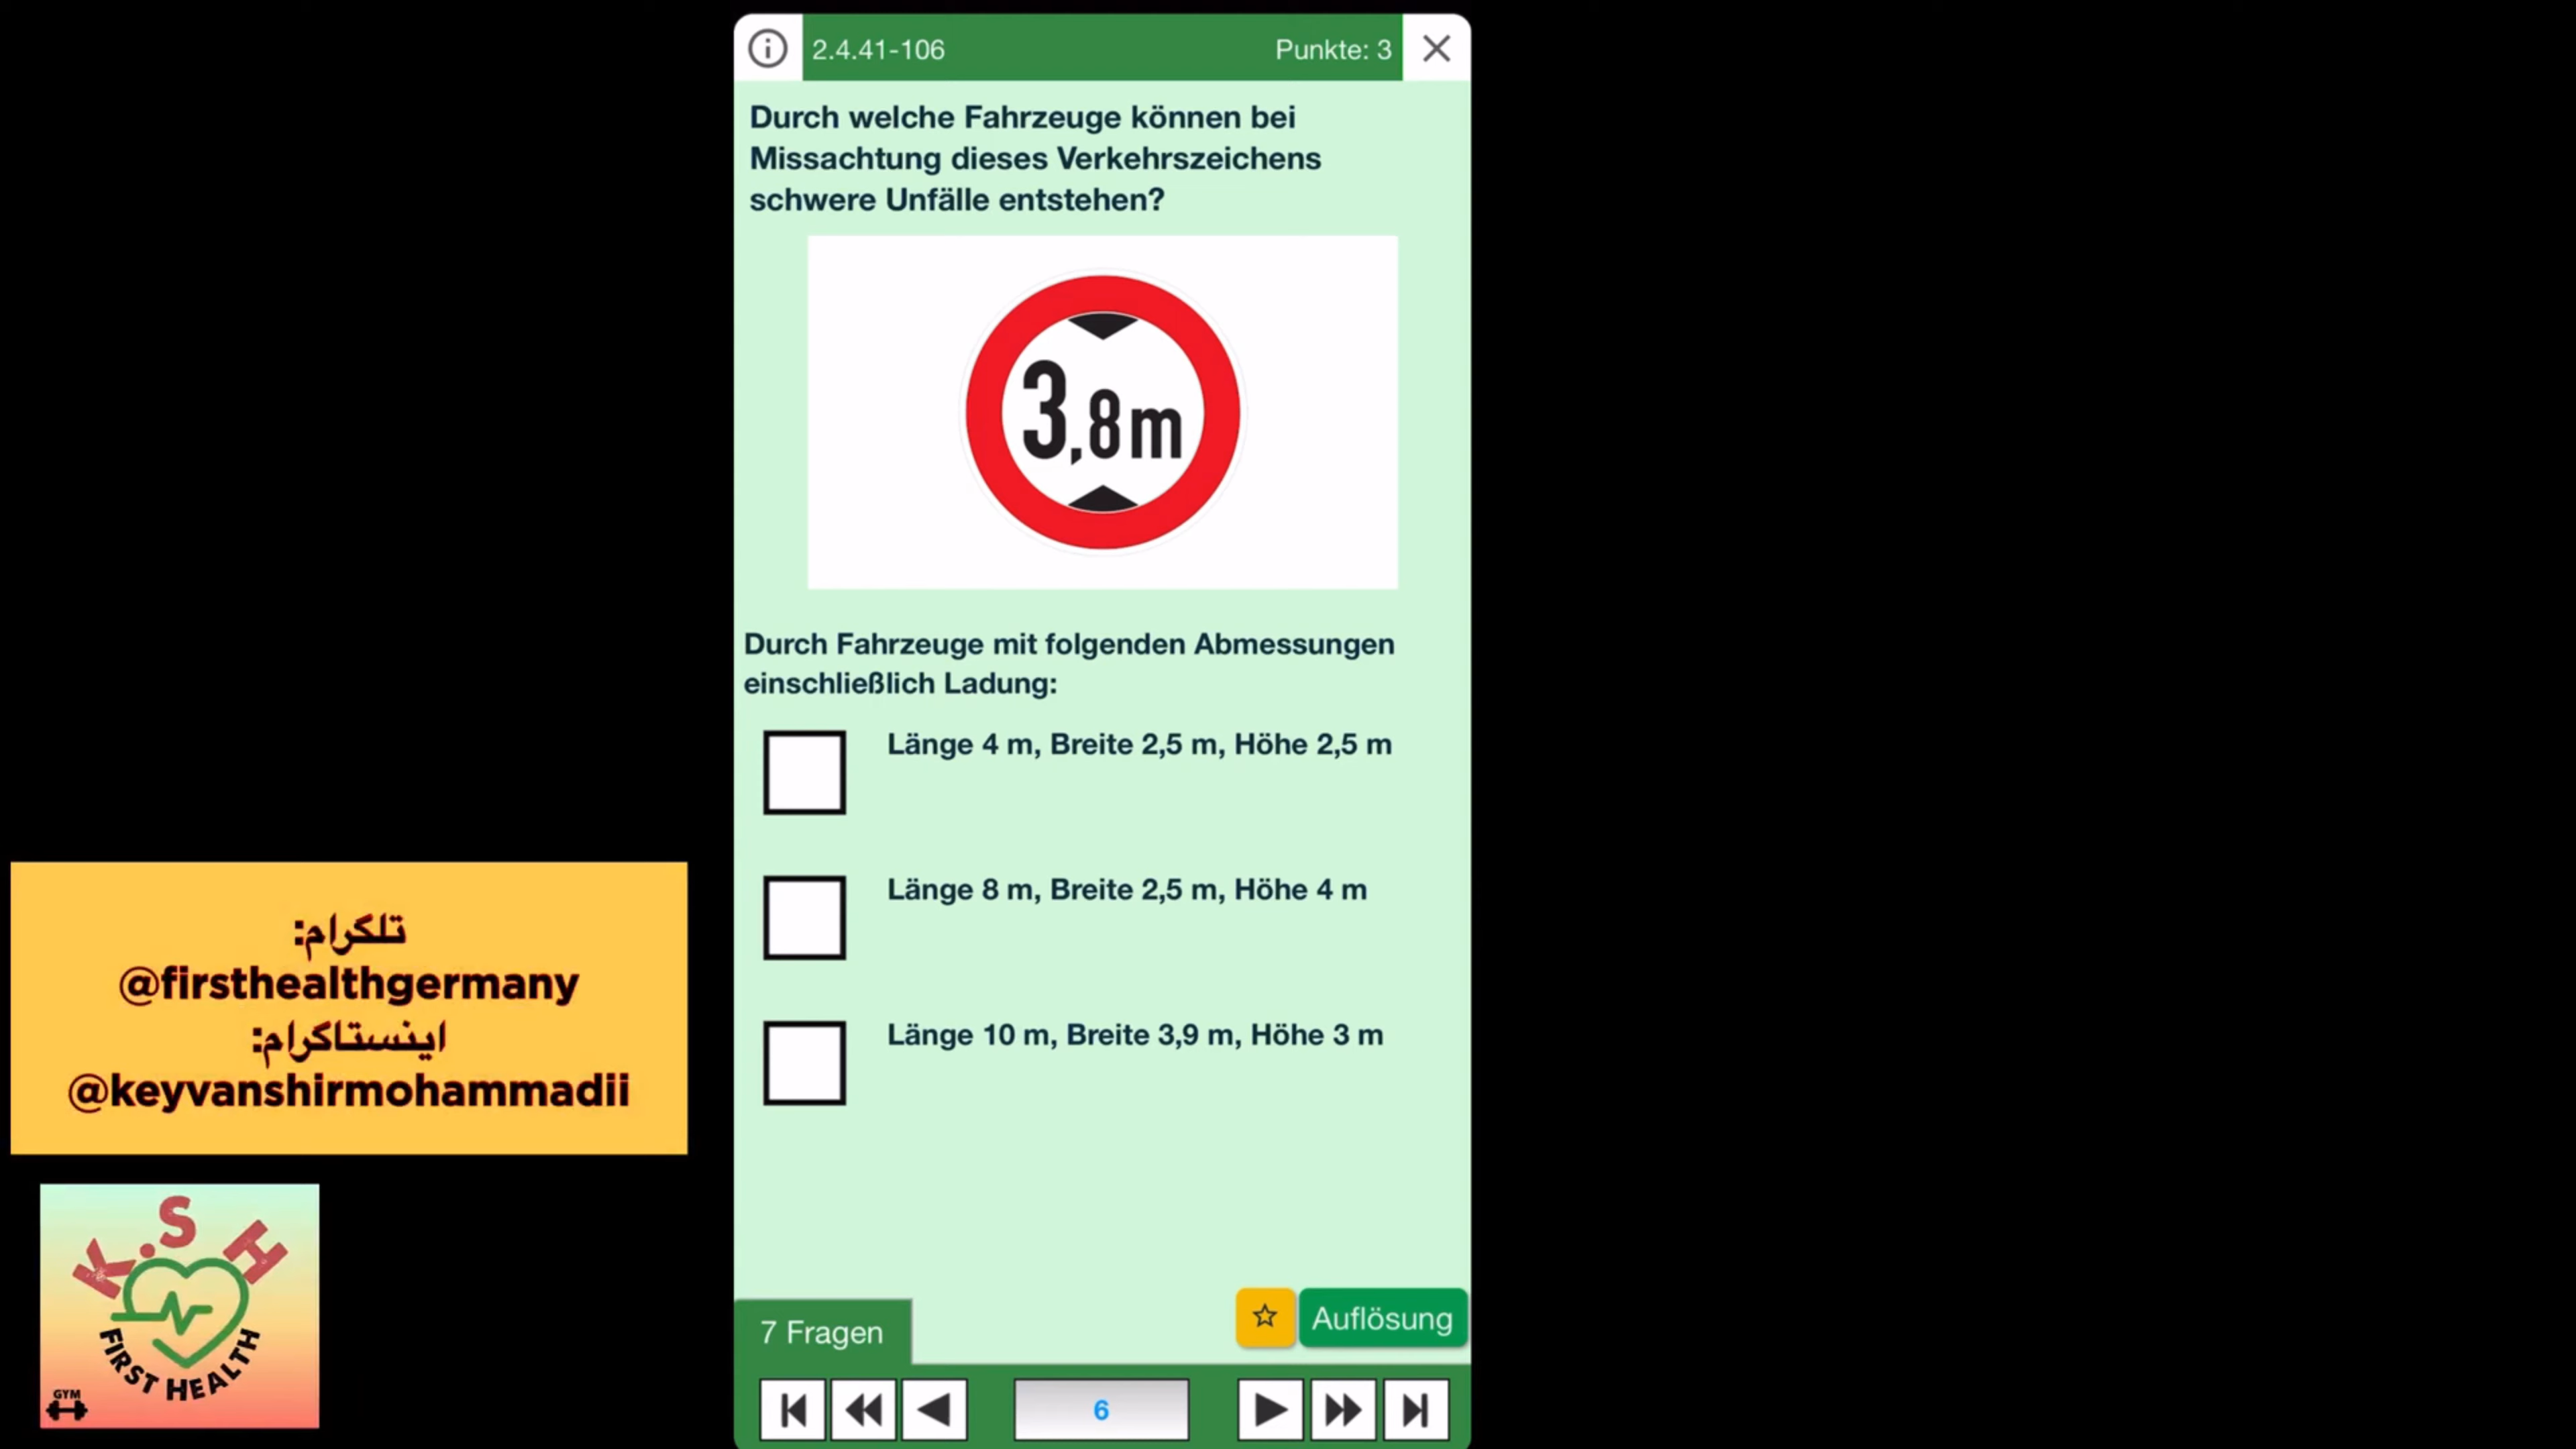 2.4.41-106
Punkte: 3
Durch welche Fahrzeuge können bei
Missachtung dieses Verkehrszeichens
schwere Unfälle entstehen?
3,8m
Durch Fahrzeuge mit folgenden Abmessungen
einschließlich Ladung:
Länge 4 m, Breite 2,5 m, Höhe 2,5 m
Länge 8 m, Breite 2,5 m, Höhe 4 m
Länge 10 m, Breite 3,9 m, Höhe 3 m
Auflösung
7 Fragen
6
تلگرام:
@firsthealthgermany
اینستاگرام:
@keyvanshirmohammadii
K.SH
FIRST HEALTH
GYM